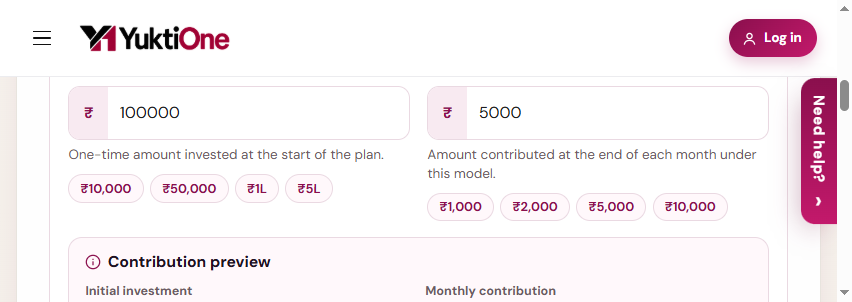 YuktiOne
Log in
₹ 100000
₹ 5000
One-time amount invested at the start of the plan.
Amount contributed at the end of each month under
this model.
₹10,000 ₹50,000 ₹1L ₹5L
₹1,000 ₹2,000 ₹5,000 ₹10,000
Need help? ›
Contribution preview
Initial investment
Monthly contribution